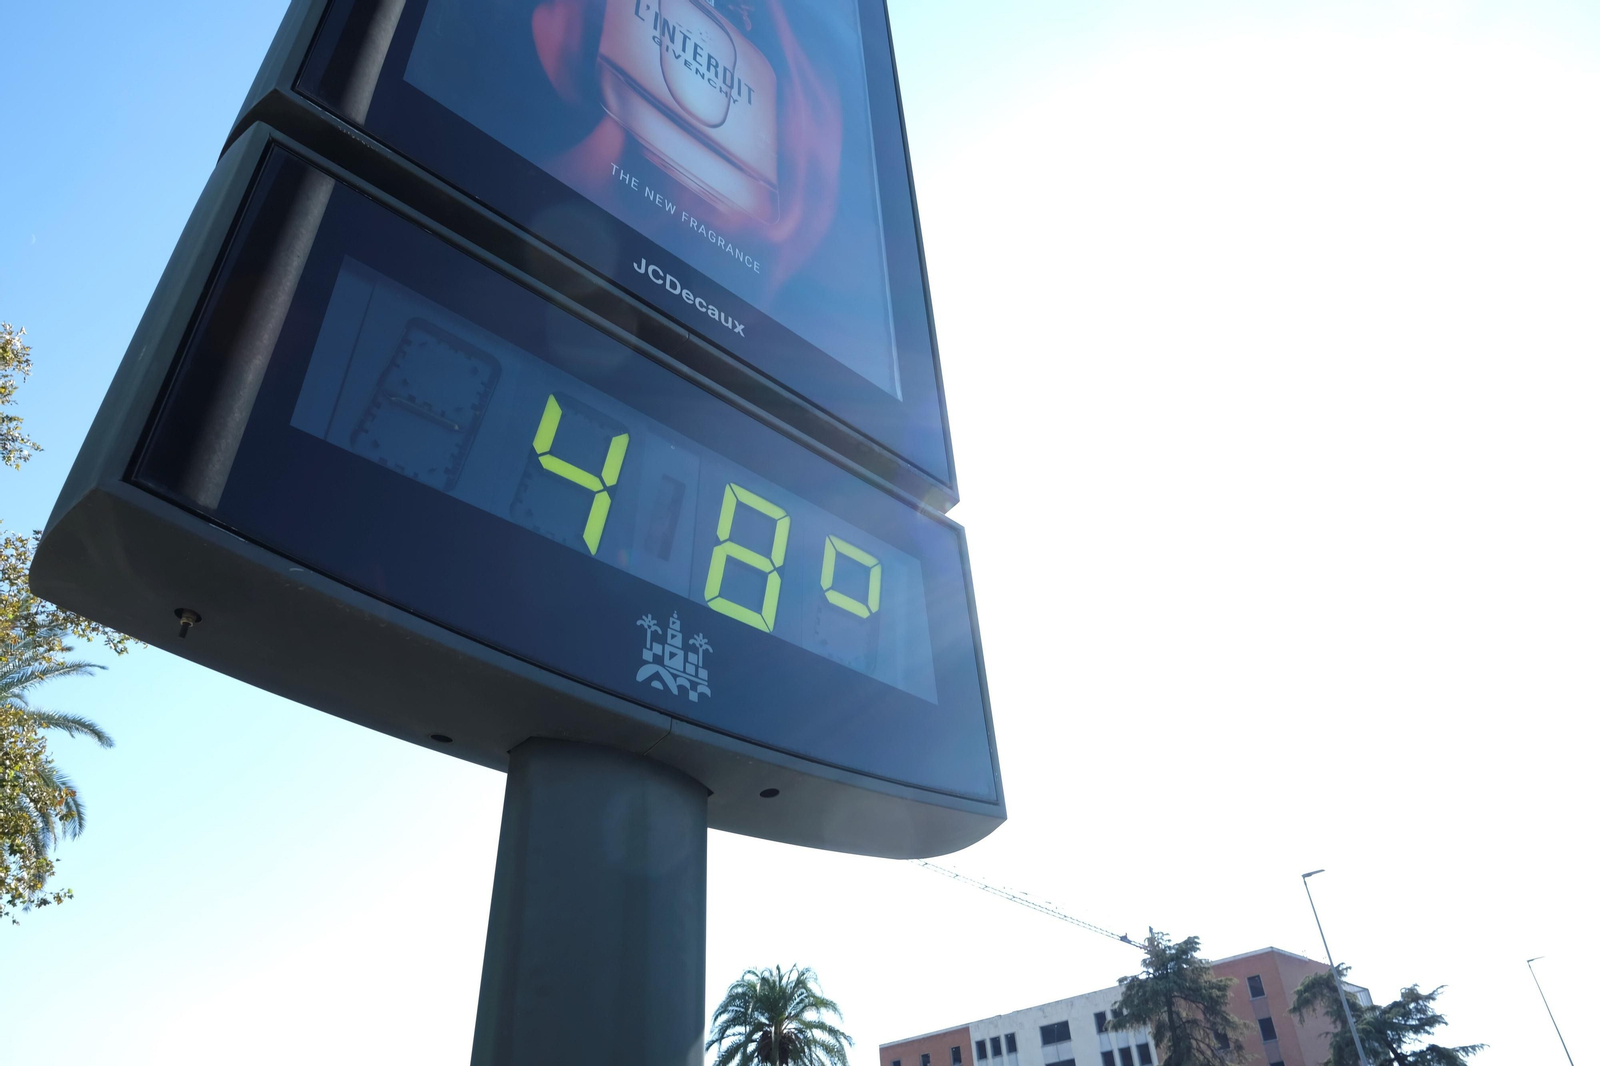 L'INTERDIT
GIVENCHY
THE NEW FRAGRANCE
JCDecaux
48°